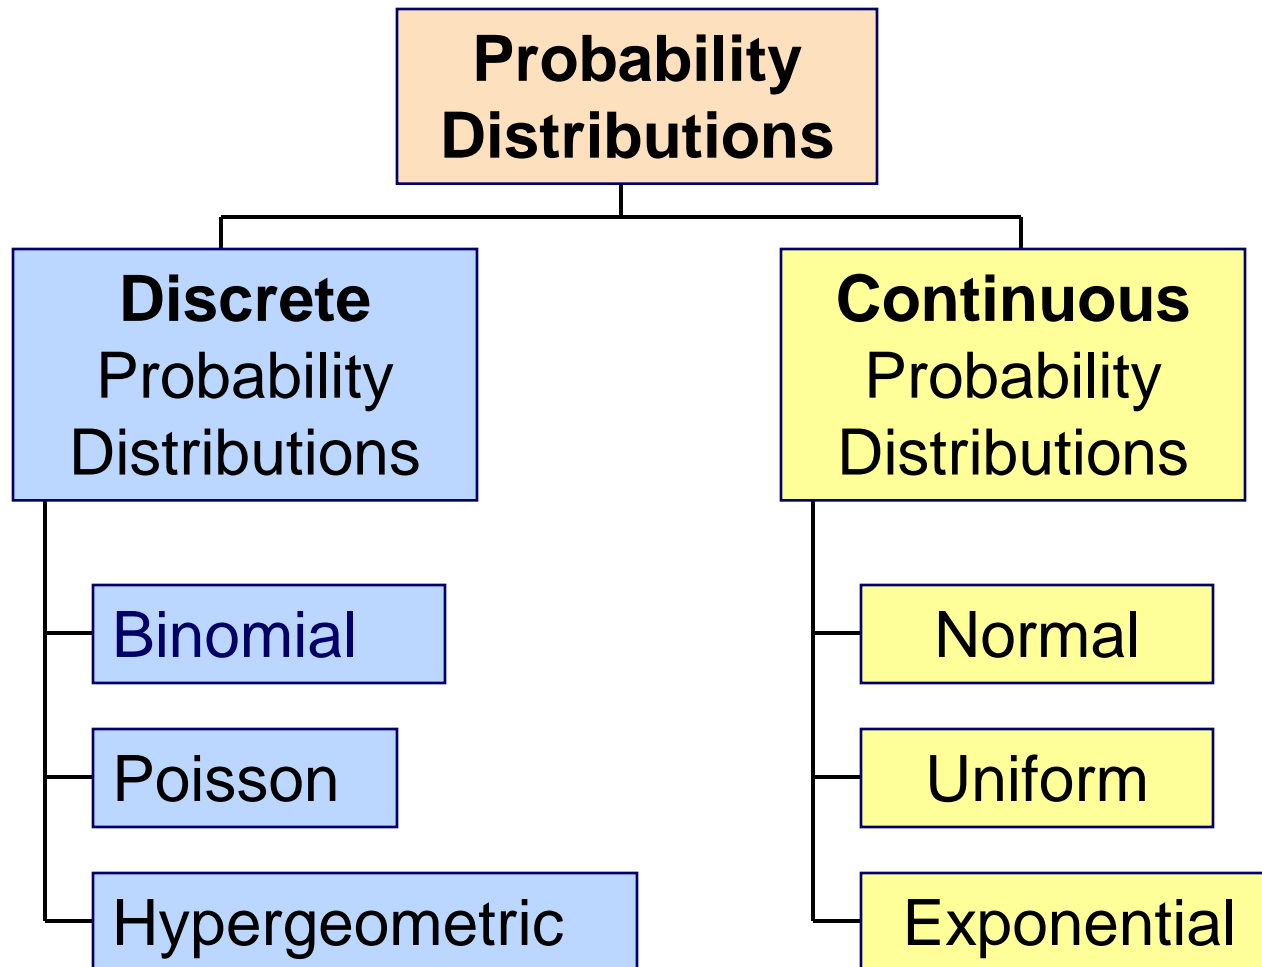 Probability
Distributions
Discrete
Probability
Distributions
Continuous
Probability
Distributions
Binomial
Poisson
Hypergeometric
Normal
Uniform
Exponential